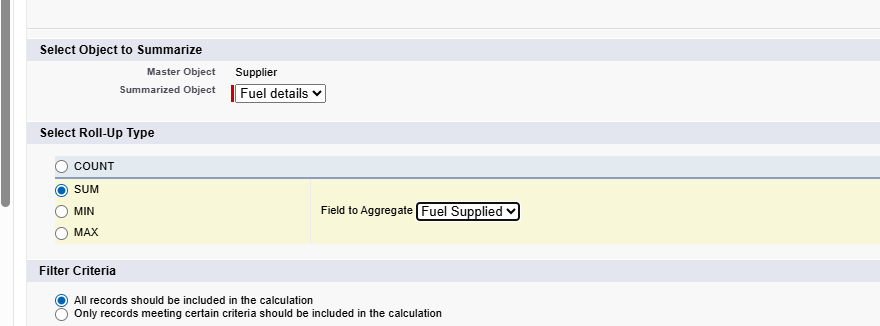 Select Object to Summarize
Master Object Supplier
Summarized Object Fuel details
Select Roll-Up Type
COUNT
SUM
MIN
Field to Aggregate Fuel Supplied
MAX
Filter Criteria
All records should be included in the calculation
Only records meeting certain criteria should be included in the calculation